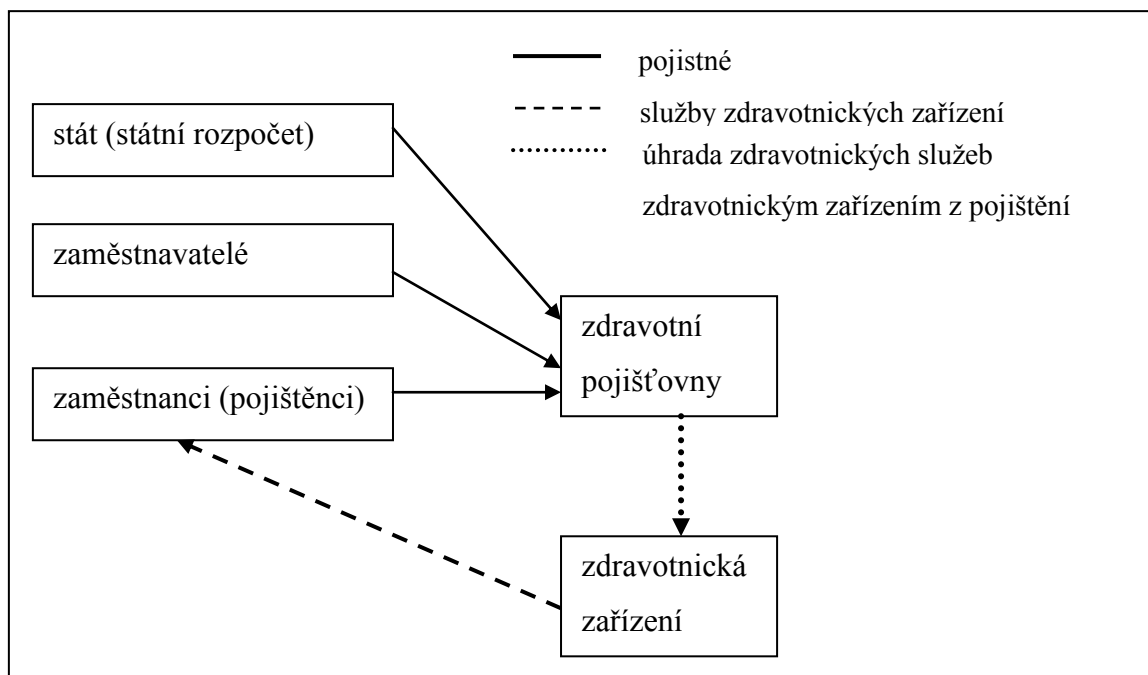 pojistné
služby zdravotnických zařízení
úhrada zdravotnických služeb
zdravotnickým zařízením z pojištění
stát (státní rozpočet)
zaměstnavatelé
zaměstnanci (pojištěnci)
zdravotní
pojišťovny
zdravotnická
zařízení